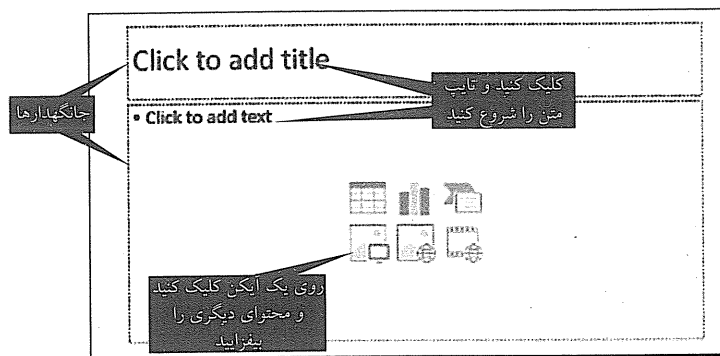 Click to add title
کلیک کنید و تایپ
متن را شروع کنید
جانگهدارها
• Click to add text
روی یک آیکن کلیک کنید
و محتوای دیگری را
بیفزایید